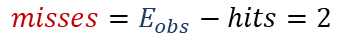 misses = E_obs − hits = 2